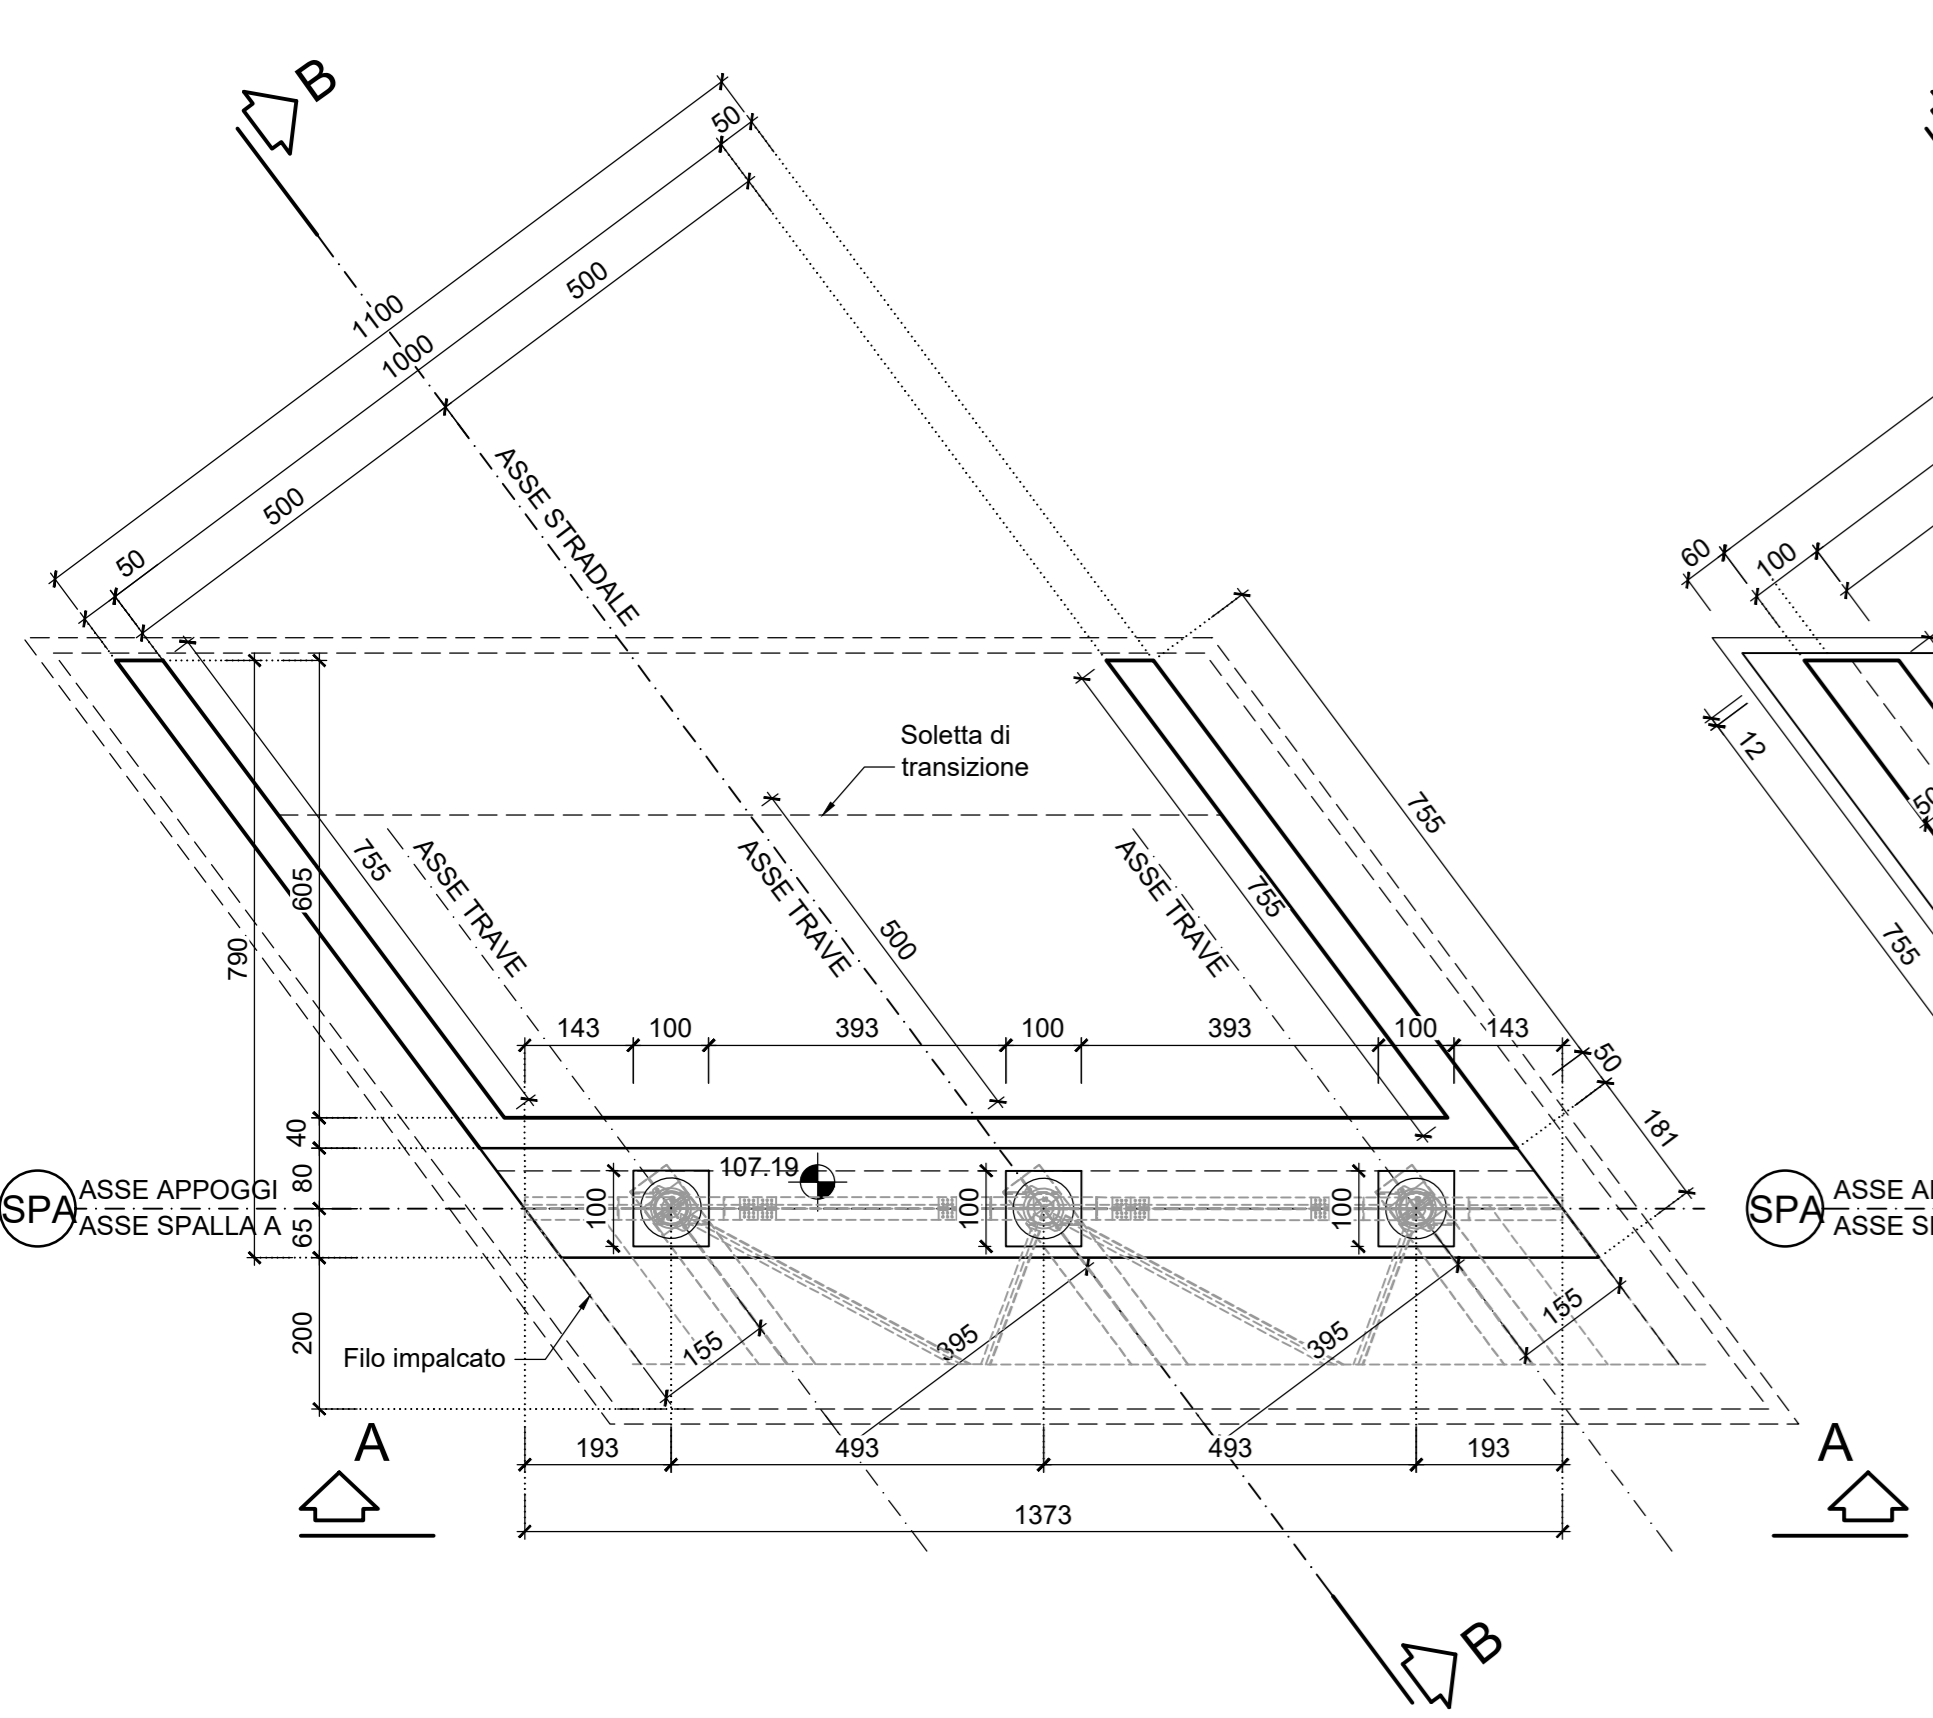 B
50
1100
1000
500
500
50
ASSE STRADALE
60
100
12
755
Soletta di
transizione
755
ASSE TRAVE
ASSE TRAVE
ASSE TRAVE
755
755
605
790
500
143
100
393
100
393
100
143
50
181
40
80
65
200
107.19
100
100
100
SPA
ASSE APPOGGI
ASSE SPALLA A
SPA
Filo impalcato
155
395
395
155
A
193
493
493
193
A
1373
B